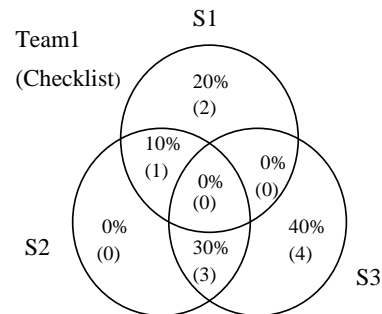 S1
Team1
(Checklist)
20%
(2)
10%
(1)
0%
(0)
0%
(0)
0%
(0)
30%
(3)
40%
(4)
S2
S3